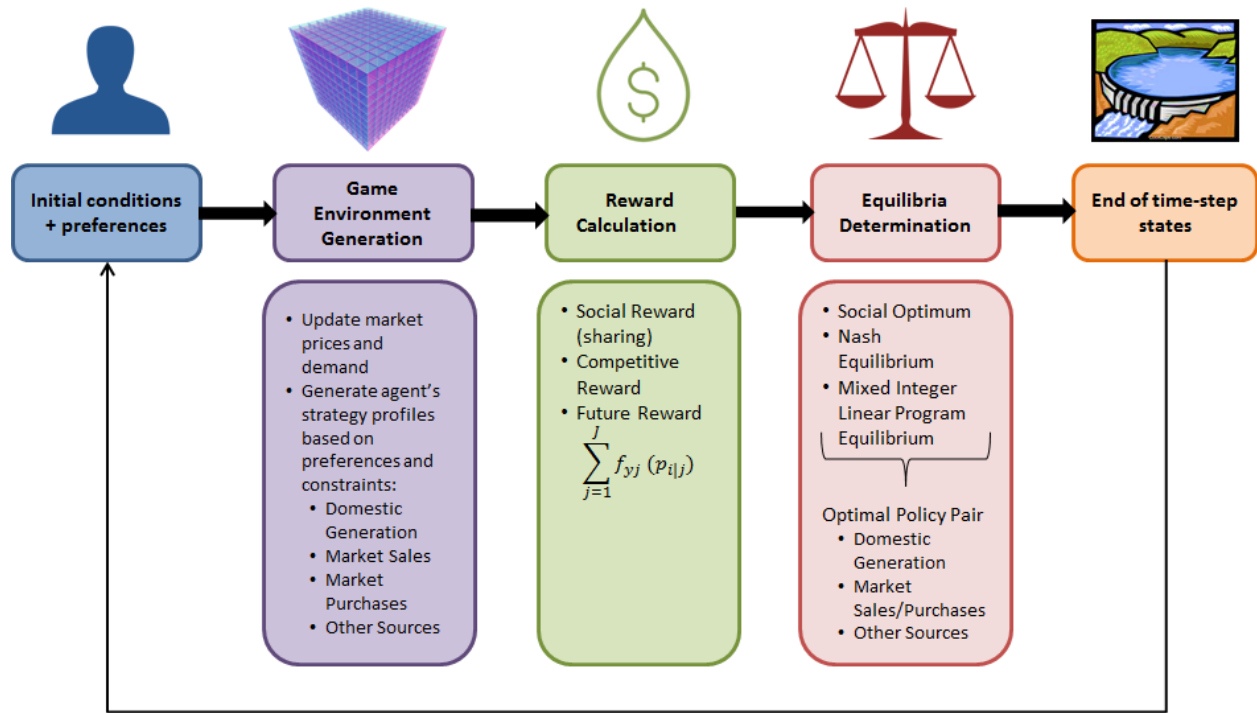 $
Initial conditions
+ preferences
Game
Environment
Generation
Reward
Calculation
Equilibria
Determination
End of time-step
states
• Update market
prices and
demand
• Generate agent's
strategy profiles
based on
preferences and
constraints:
• Domestic
Generation
• Market Sales
• Market
Purchases
• Other Sources
• Social Reward
(sharing)
• Competitive
Reward
• Future Reward
J
∑ f_{yj} (p_{i|j})
j=1
• Social Optimum
• Nash
Equilibrium
• Mixed Integer
Linear Program
Equilibrium
Optimal Policy Pair
• Domestic
Generation
• Market
Sales/Purchases
• Other Sources